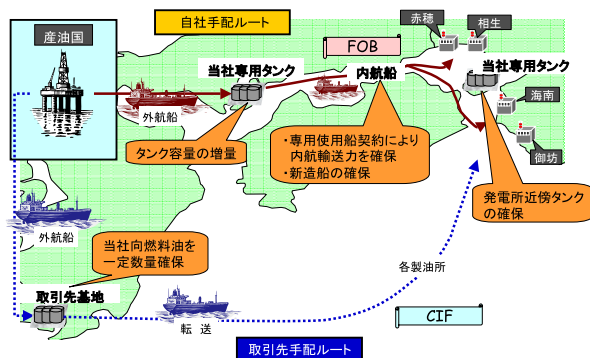 自社手配ルート
産油国
FOB
赤穂
相生
当社専用タンク
内航船
当社専用タンク
外航船
海南
御坊
タンク容量の増量
・専用使用船契約により
内航輸送力を確保
・新造船の確保
発電所近傍タンク
の確保
外航船
当社向燃料油を
一定数量確保
各製油所
取引先基地
転 送
CIF
取引先手配ルート